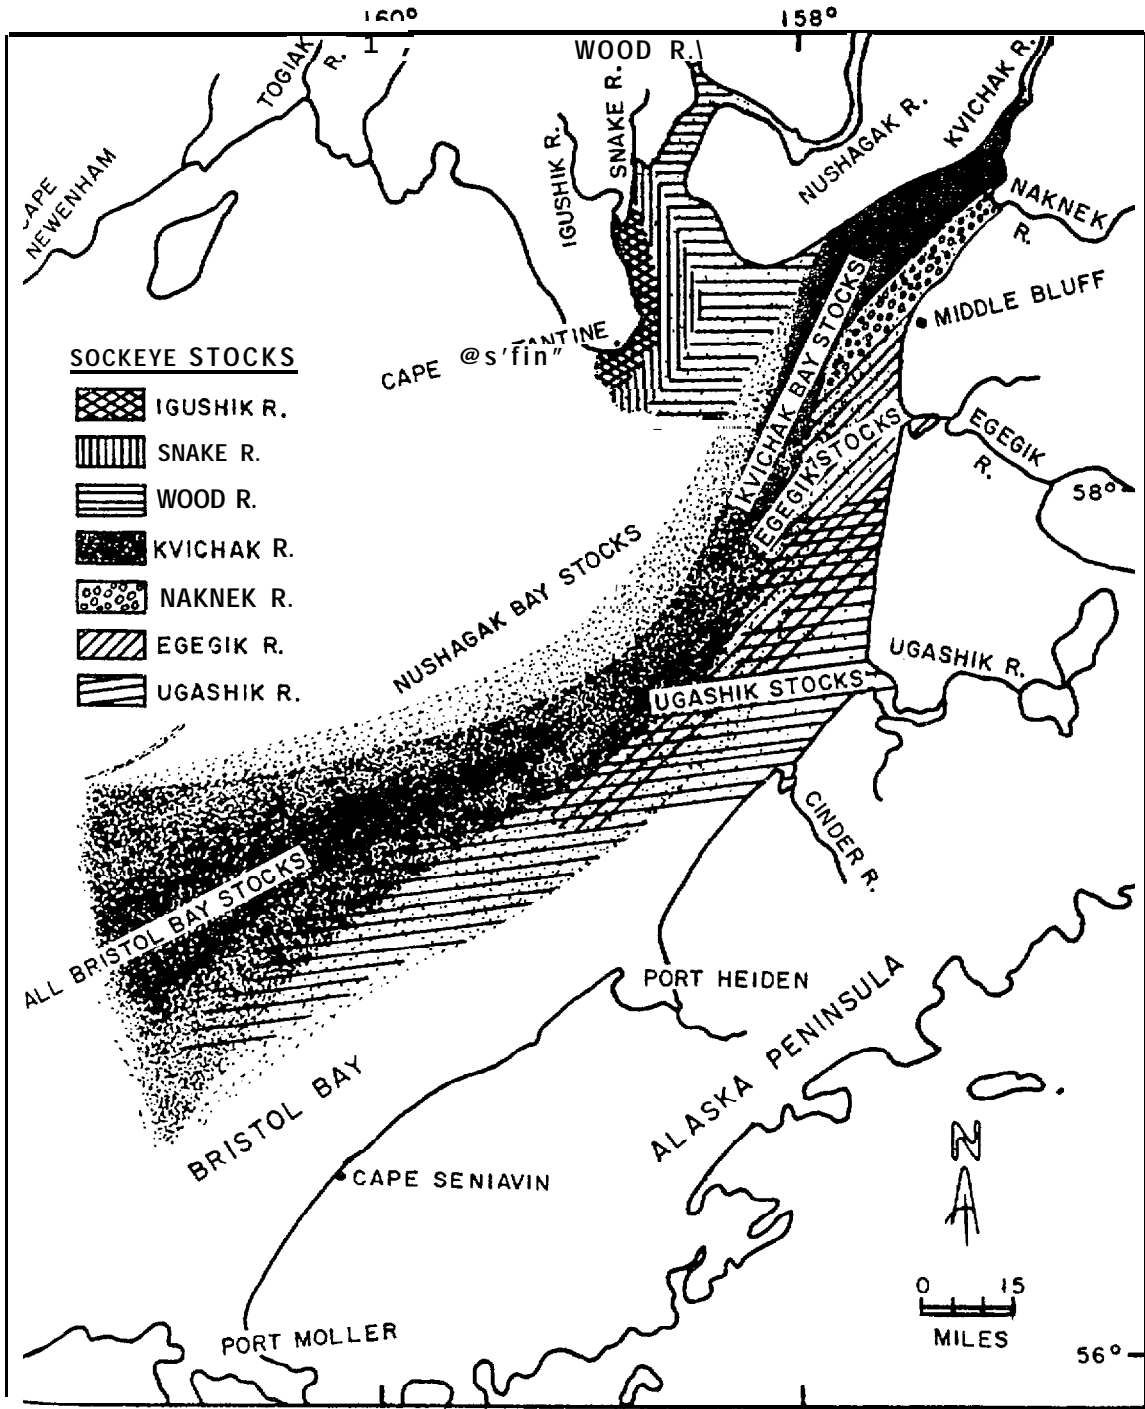 160°
158°
WOOD R.
TOGIAK R.
SNAKE R.
IGUSHIK R.
NUSHAGAK R.
KVICHAK R.
NAKNEK R.
NEWENHAM
MIDDLE BLUFF
CAPE
@s'fin"
SOCKEYE STOCKS
IGUSHIK R.
SNAKE R.
WOOD R.
KVICHAK R.
NAKNEK R.
EGEGIK R.
UGASHIK R.
KVICHAK BAY STOCKS
EGEGIK STOCKS
EGEGIK R.
58°
NUSHAGAK BAY STOCKS
UGASHIK R.
UGASHIK STOCKS
CINDER R.
ALL BRISTOL BAY STOCKS
PORT HEIDEN
BRISTOL BAY
ALASKA PENINSULA
CAPE SENIAVIN
N
0 15
MILES
PORT MOLLER
56°